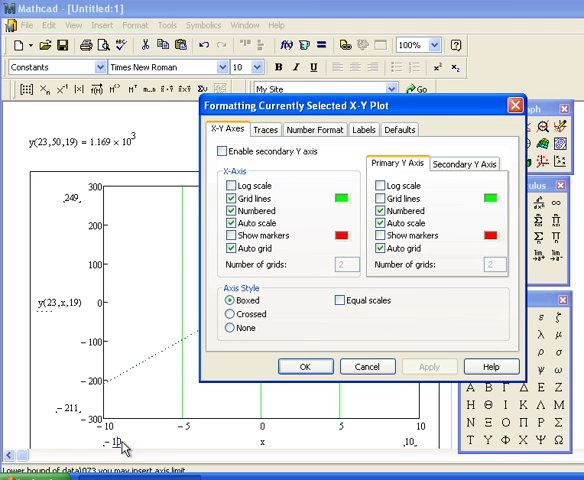 Mathcad - [Untitled:1]
File Edit View Insert Format Tools Symbolics Window Help
100%
Constants Times New Roman 10 B I U
My Site Go
y(23,50,19) = 1.169 × 10³
Formatting Currently Selected X-Y Plot
X-Y Axes Traces Number Format Labels Defaults
Enable secondary Y axis
X-Axis
Log scale
Grid lines
Numbered
Auto scale
Show markers
Auto grid
Number of grids: 2
Primary Y Axis Secondary Y Axis
Log scale
Grid lines
Numbered
Auto scale
Show markers
Auto grid
Number of grids: 2
Axis Style
Boxed
Crossed
None
Equal scales
OK Cancel Apply Help
249,
300
200
100
y(23,x,19) 0
− 100
− 200
− 211,
− 300
− 10 − 5 0 5 10
− 10 x 10,
ε ζ
λ μ
ρ σ
ψ ω
Α Β Γ Δ Ε Ζ
Η Θ Ι Κ Λ Μ
Ν Ξ Ο Π Ρ Σ
Τ Υ Φ Χ Ψ Ω
Lower bound of data\073 you may insert axis limit.